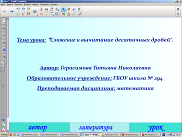 Тема урока: "Сложение и вычитание десятичных дробей".
Автор: Герасимова Татьяна Николаевна
Образовательное учреждение: ГБОУ школа № 294
Преподаваемая дисциплина: математика
автор литература урок